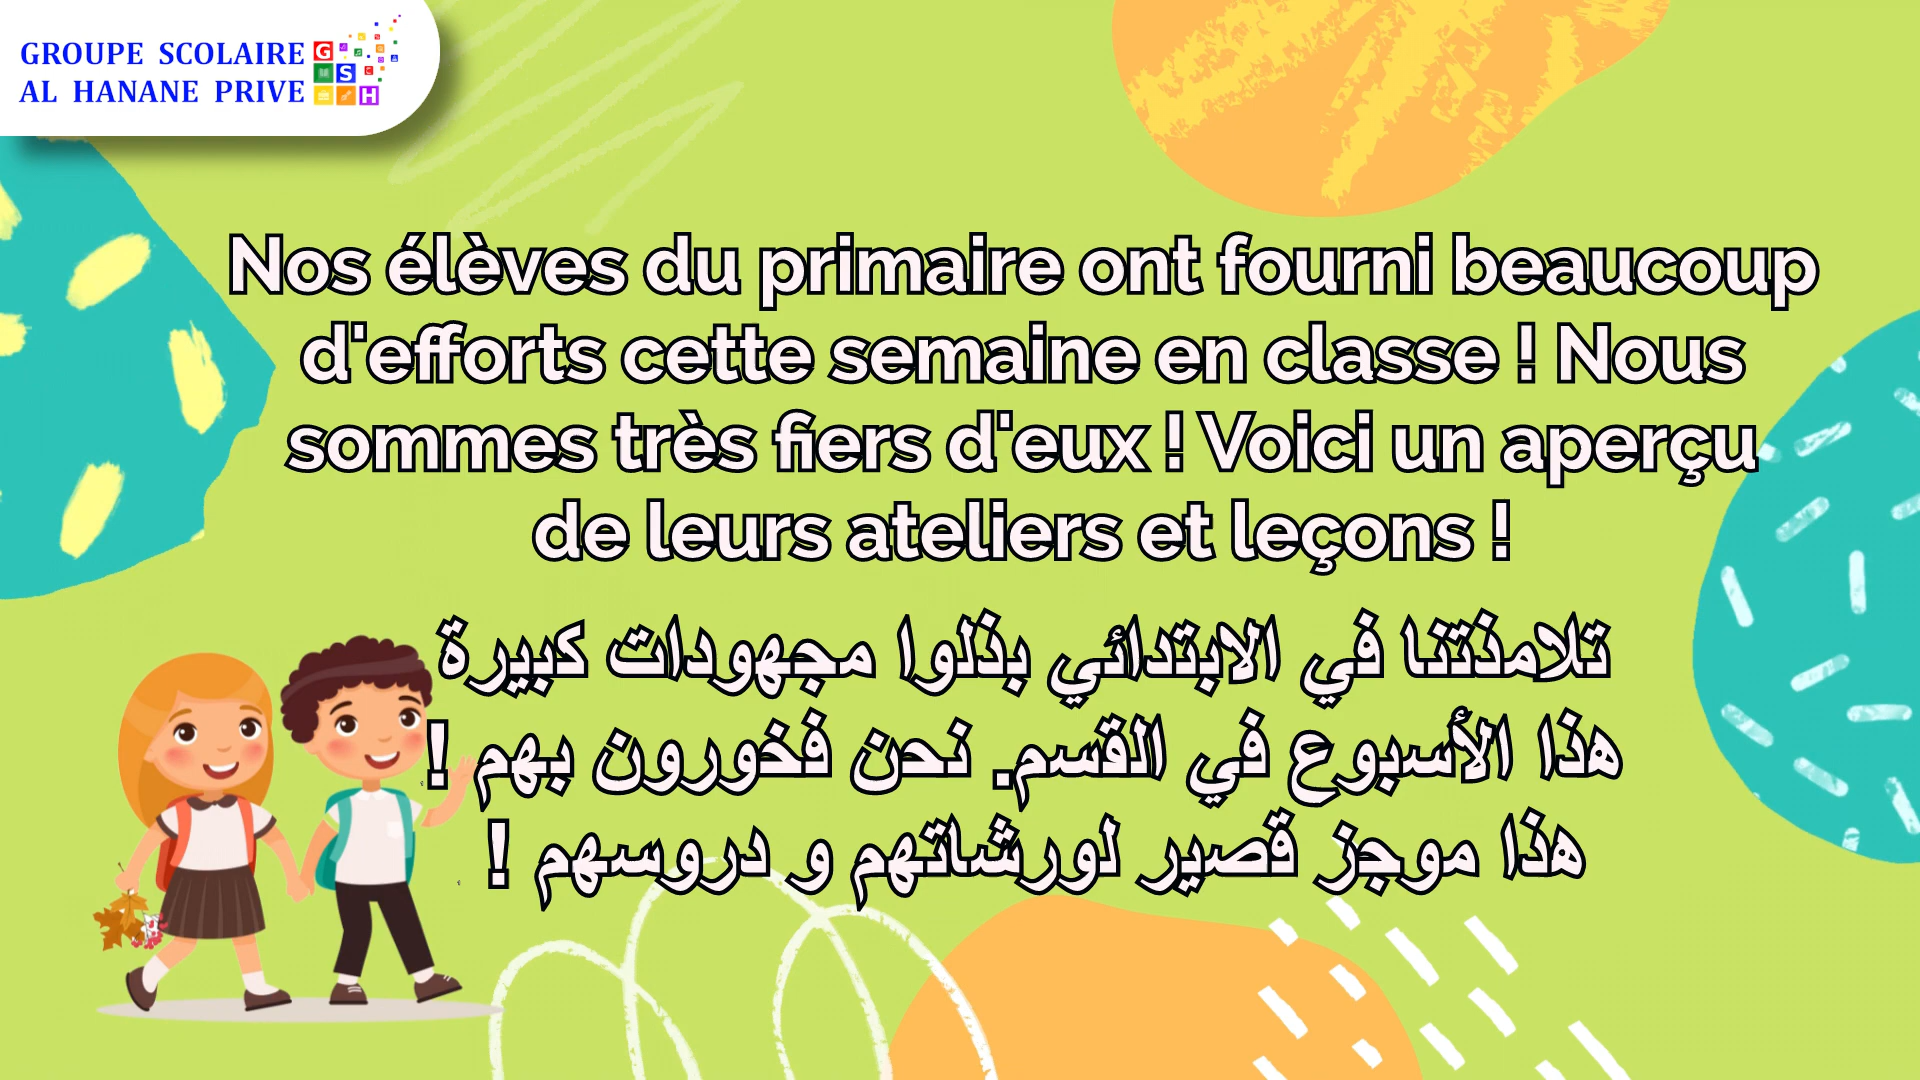 GROUPE SCOLAIRE
AL HANANE PRIVE
G
S
H
Nos élèves du primaire ont fourni beaucoup
d'efforts cette semaine en classe ! Nous
sommes très fiers d'eux ! Voici un aperçu
de leurs ateliers et leçons !
تلامذتنا في الابتدائي بذلوا مجهودات كبيرة
هذا الأسبوع في القسم. نحن فخورون بهم !
هذا موجز قصير لورشاتهم و دروسهم !